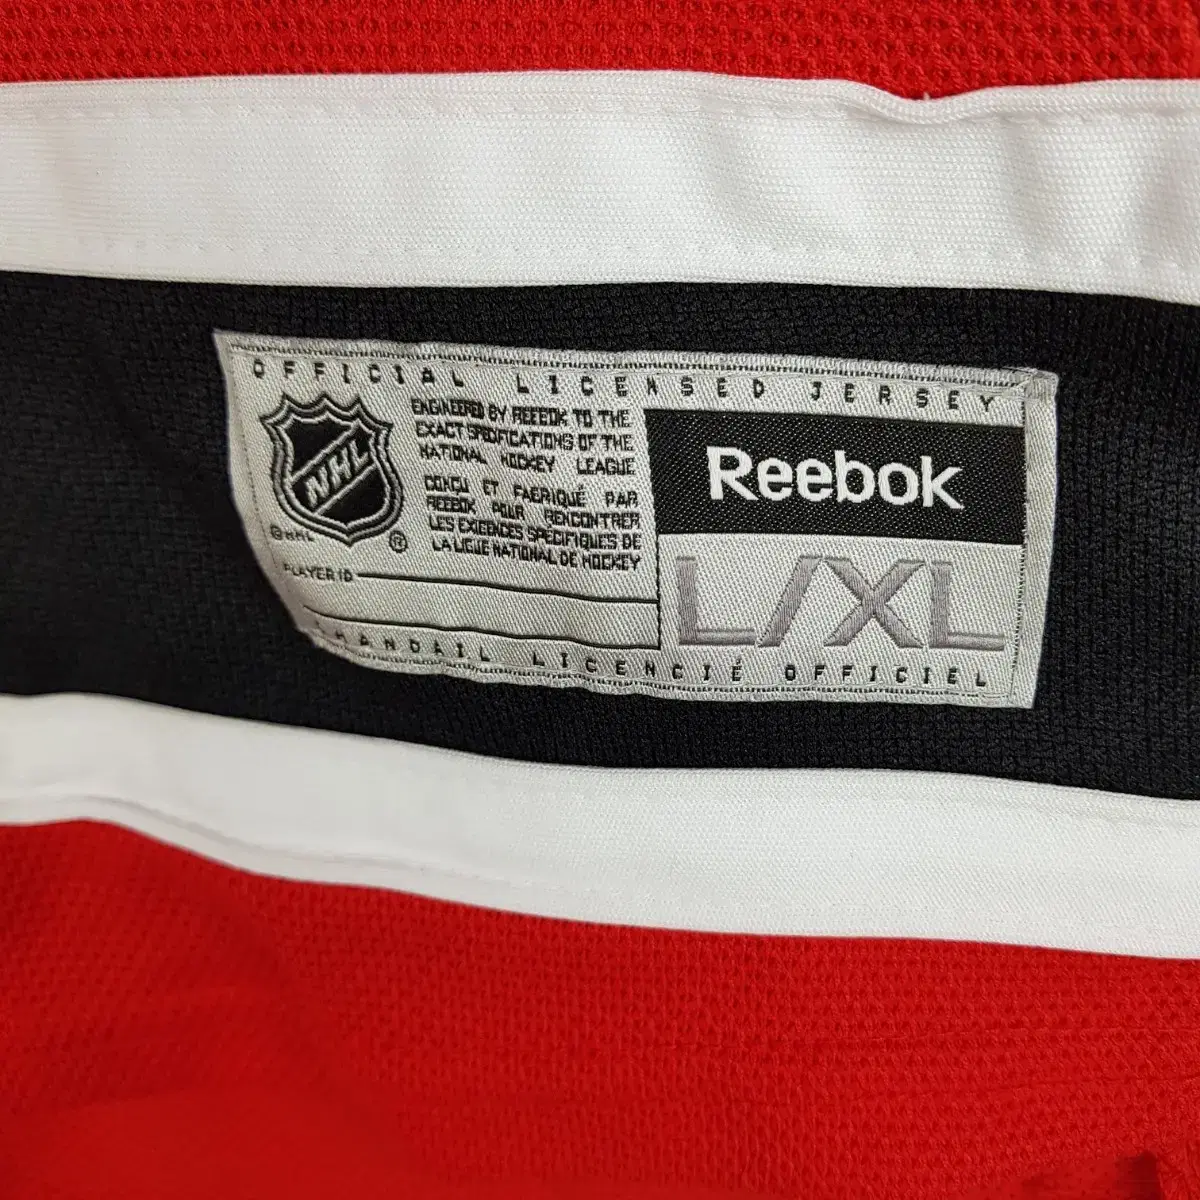 OFFICIAL LICENSED JERSEY
NHL
©NHL
®
ENGINEERED BY REEBOK TO THE
EXACT SPECIFICATIONS OF THE
NATIONAL HOCKEY LEAGUE
CONÇU ET FABRIQUÉ PAR
REEBOK POUR RENCONTRER
LES EXIGENCES SPÉCIFIQUES DE
LA LIGUE NATIONAL DE HOCKEY
PLAYER ID
Reebok
L/XL
CHANDAIL LICENCIÉ OFFICIEL